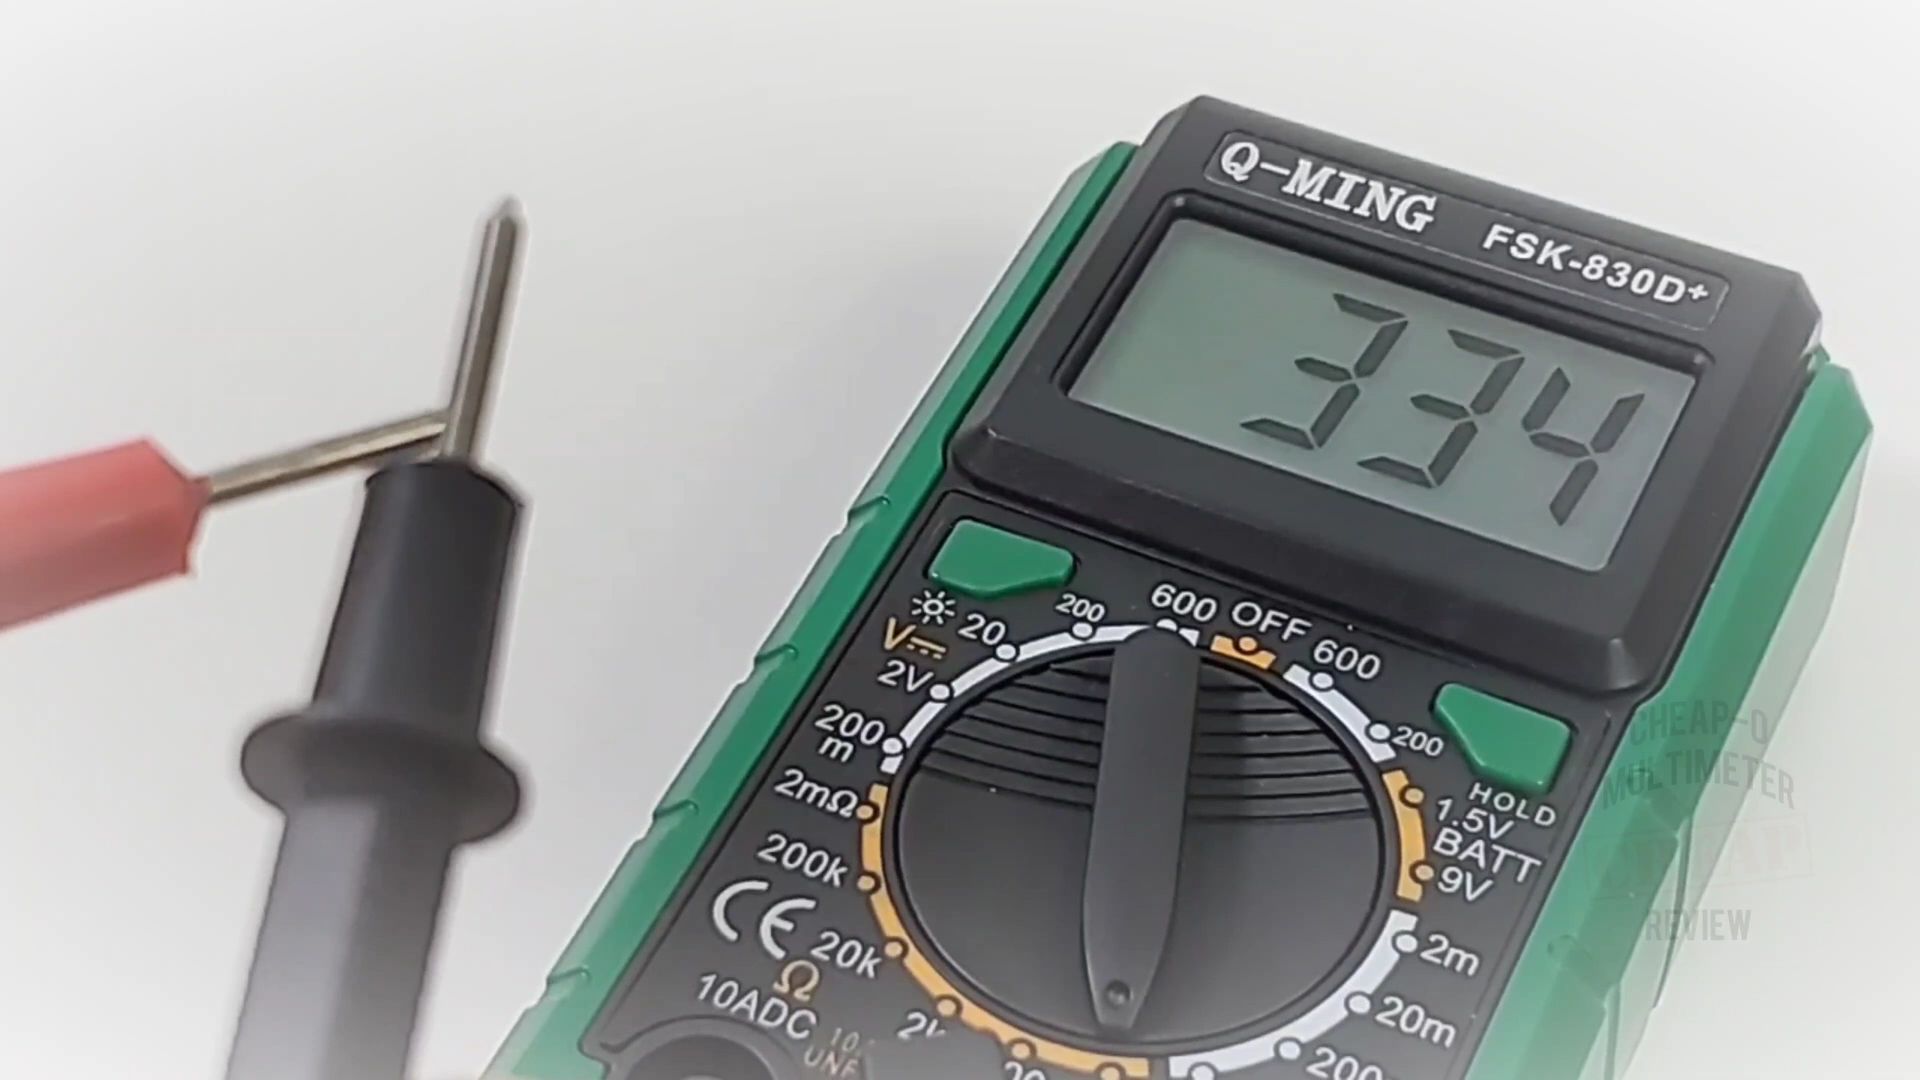 Q-MING FSK-830D+
334
200 600 OFF 600
20
V
2V
200
200
m
HOLD
2mΩ
1.5V
BATT
9V
200k
CE
20k
2m
Ω
10ADC
20m
200
CHEAP-O
MULTIMETER
REVIEW